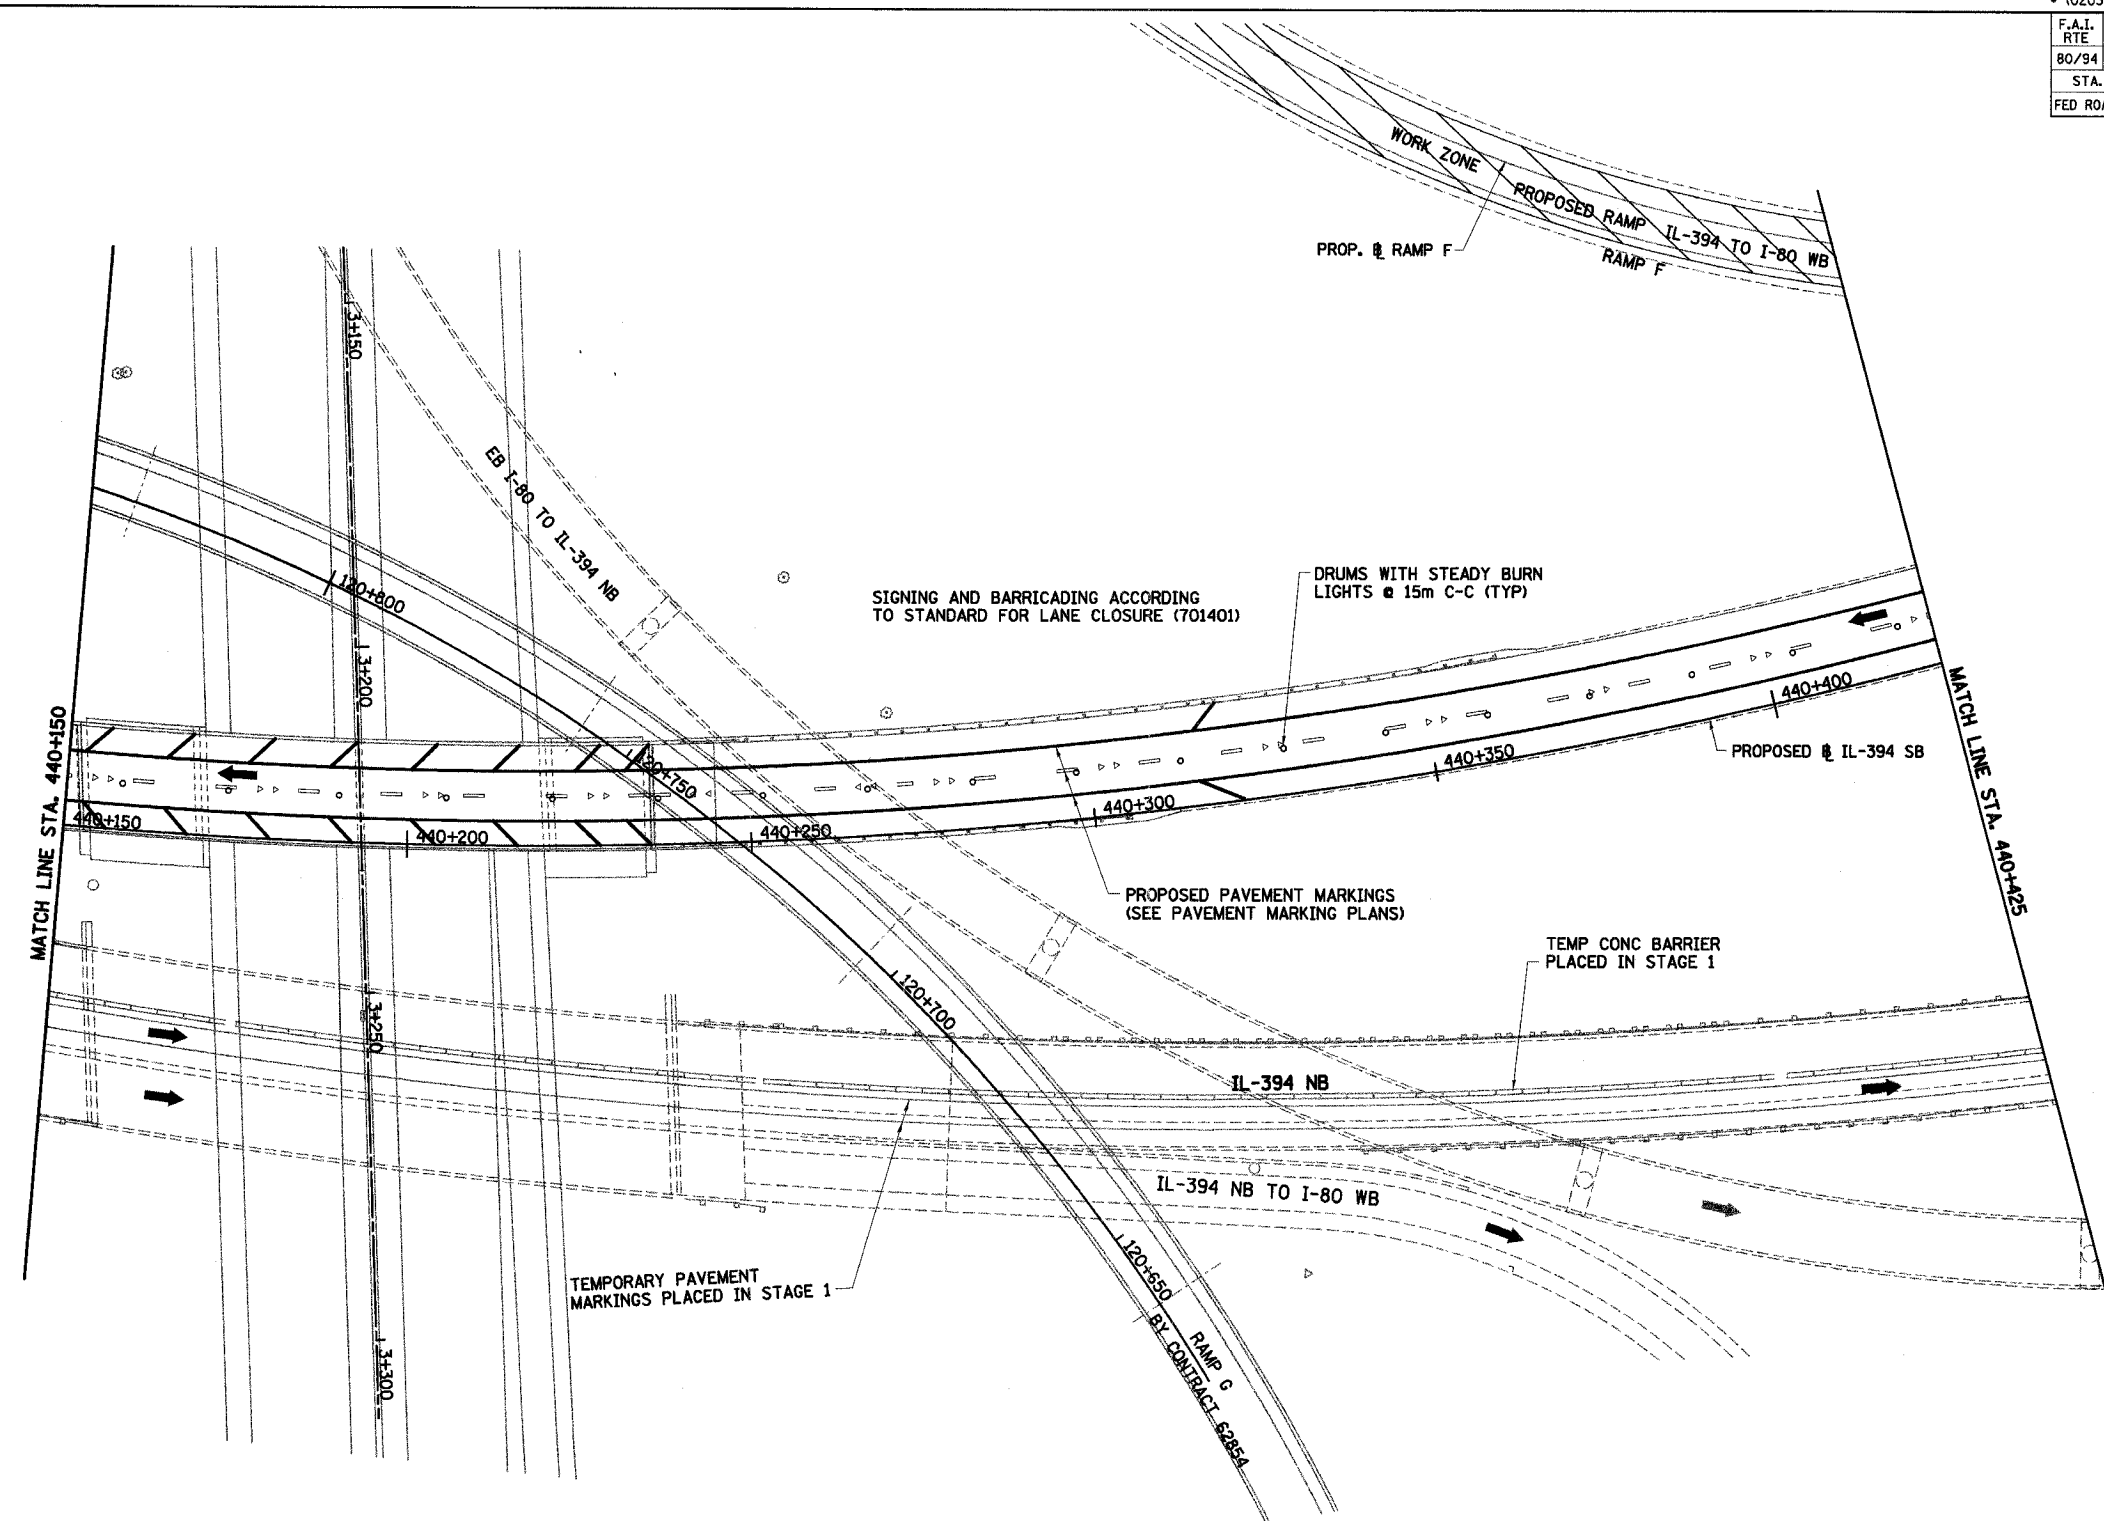 F.A.I.
RTE
80/94
STA.
WORK ZONE
PROPOSED RAMP
IL-394 TO I-80 WB
RAMP F
PROP. ⅊ RAMP F
3+150
EB I-80 TO IL-394 NB
120+800
3+200
SIGNING AND BARRICADING ACCORDING
TO STANDARD FOR LANE CLOSURE (701401)
DRUMS WITH STEADY BURN
LIGHTS @ 15m C-C (TYP)
MATCH LINE STA. 440+150
MATCH LINE STA. 440+425
440+400
PROPOSED ⅊ IL-394 SB
440+350
440+300
120+750
440+250
440+200
440+150
PROPOSED PAVEMENT MARKINGS
(SEE PAVEMENT MARKING PLANS)
TEMP CONC BARRIER
PLACED IN STAGE 1
120+700
3+250
IL-394 NB
IL-394 NB TO I-80 WB
TEMPORARY PAVEMENT
MARKINGS PLACED IN STAGE 1
120+650
RAMP G
BY CONTRACT 62854
3+300